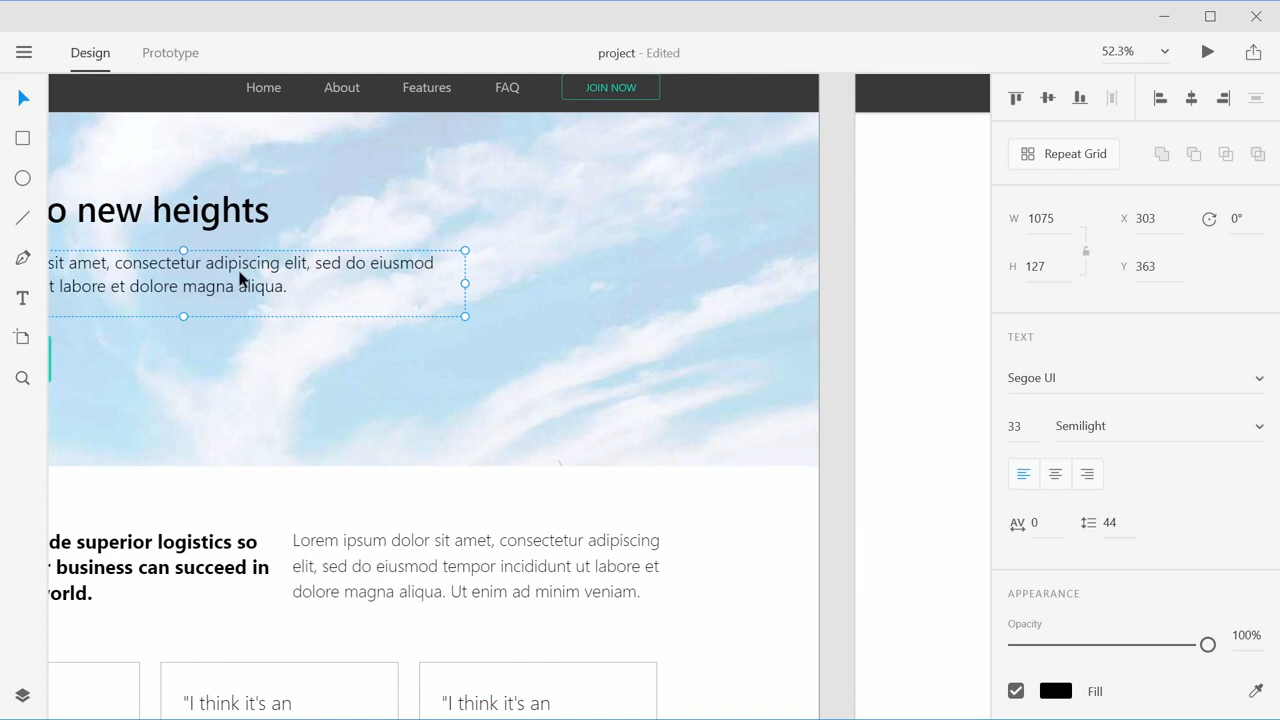 Design Prototype project - Edited 52.3%
Home About Features FAQ JOIN NOW
Repeat Grid
o new heights
W 1075 X 303 0°
sit amet, consectetur adipiscing elit, sed do eiusmod
H 127 Y 363
t labore et dolore magna aliqua.
TEXT
Segoe UI
33 Semilight
AV 0 44
de superior logistics so
business can succeed in
orld.
Lorem ipsum dolor sit amet, consectetur adipiscing
elit, sed do eiusmod tempor incididunt ut labore et
dolore magna aliqua. Ut enim ad minim veniam.
APPEARANCE
Opacity
100%
Fill
"I think it's an
"I think it's an